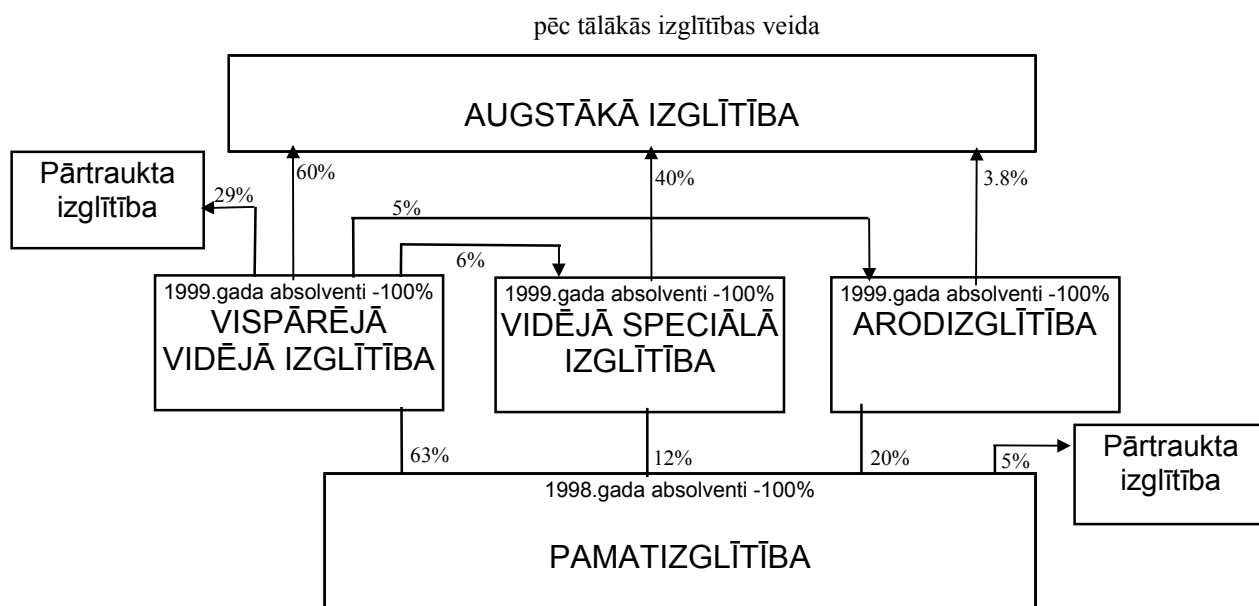 pēc tālākās izglītības veida
AUGSTĀKĀ IZGLĪTĪBA
Pārtraukta
izglītība
29%
60%
40%
3.8%
5%
6%
1999.gada absolventi -100%
VISPĀRĒJĀ
VIDĒJĀ IZGLĪTĪBA
1999.gada absolventi -100%
VIDĒJĀ SPECIĀLĀ
IZGLĪTĪBA
1999.gada absolventi -100%
ARODIZGLĪTĪBA
63%
12%
20%
5%
Pārtraukta
izglītība
1998.gada absolventi -100%
PAMATIZGLĪTĪBA